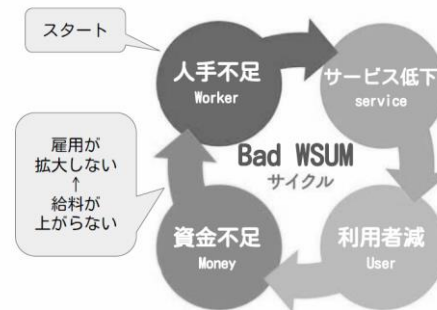 スタート
人手不足
Worker
サービス低下
service
Bad WSUM
サイクル
雇用が
拡大しない
↑
給料が
上がらない
資金不足
Money
利用者減
User